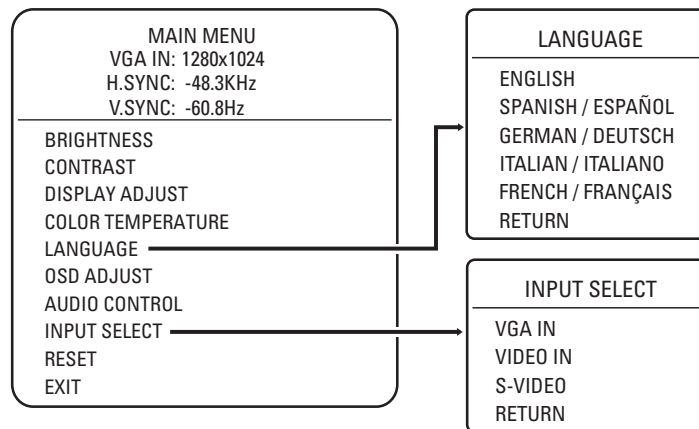 MAIN MENU
VGA IN: 1280x1024
H.SYNC: -48.3KHz
V.SYNC: -60.8Hz
BRIGHTNESS
CONTRAST
DISPLAY ADJUST
COLOR TEMPERATURE
LANGUAGE
OSD ADJUST
AUDIO CONTROL
INPUT SELECT
RESET
EXIT
LANGUAGE
ENGLISH
SPANISH / ESPAÑOL
GERMAN / DEUTSCH
ITALIAN / ITALIANO
FRENCH / FRANÇAIS
RETURN
INPUT SELECT
VGA IN
VIDEO IN
S-VIDEO
RETURN